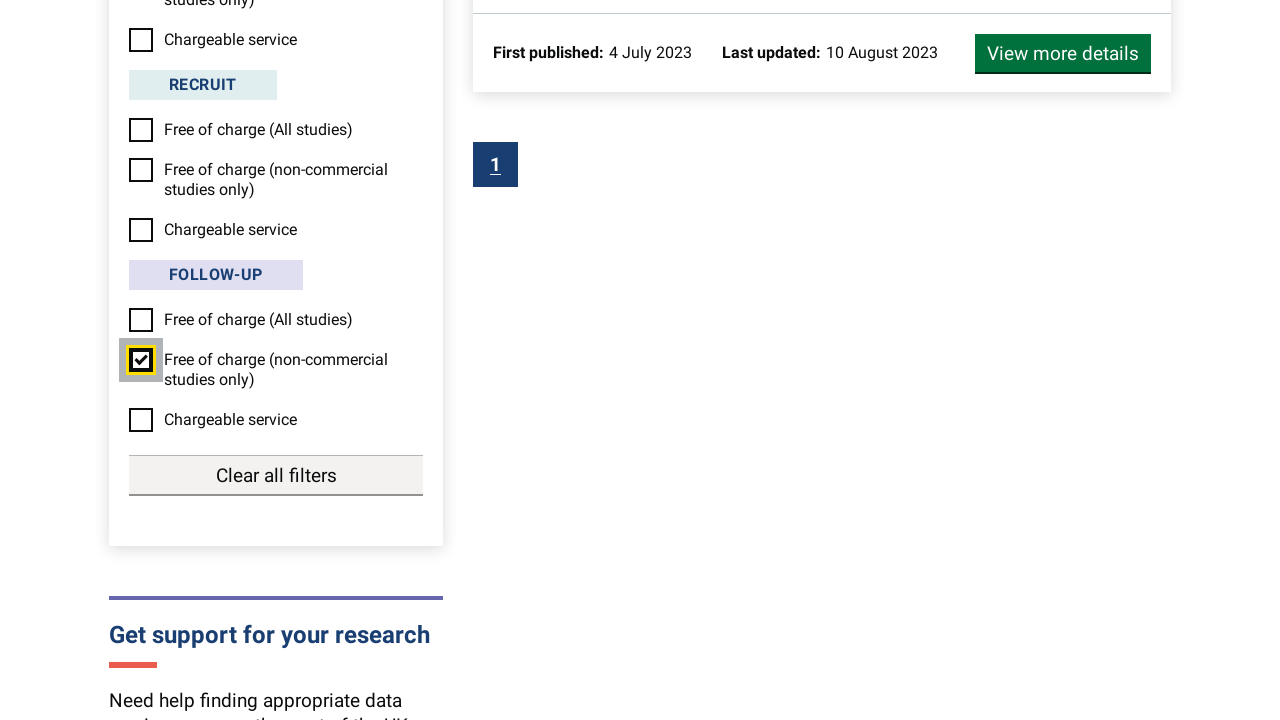 Chargeable service
RECRUIT
Free of charge (All studies)
Free of charge (non-commercial
studies only)
Chargeable service
FOLLOW-UP
Free of charge (All studies)
Free of charge (non-commercial
studies only)
Chargeable service
Clear all filters
Get support for your research
Need help finding appropriate data
First published: 4 July 2023 Last updated: 10 August 2023 View more details
1